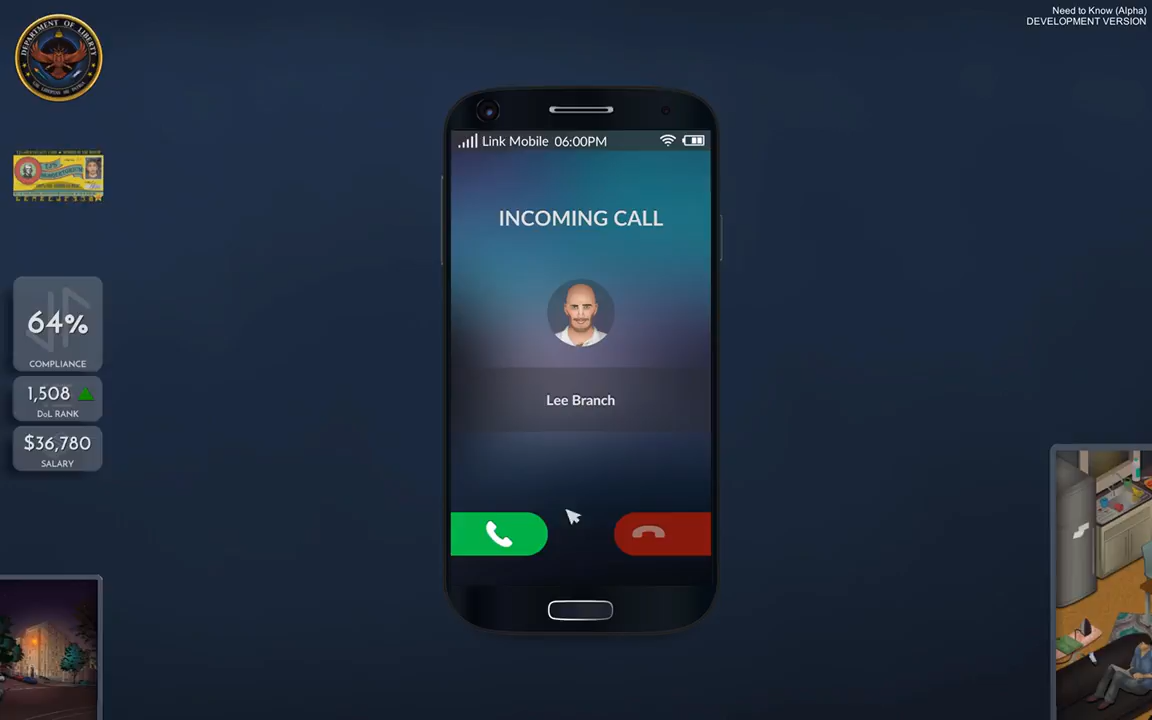 Need to Know (Alpha)
DEVELOPMENT VERSION
DEPARTMENT OF LIBERTY
Link Mobile 06:00PM
INCOMING CALL
Lee Branch
64%
COMPLIANCE
1,508
DoL RANK
$36,780
SALARY